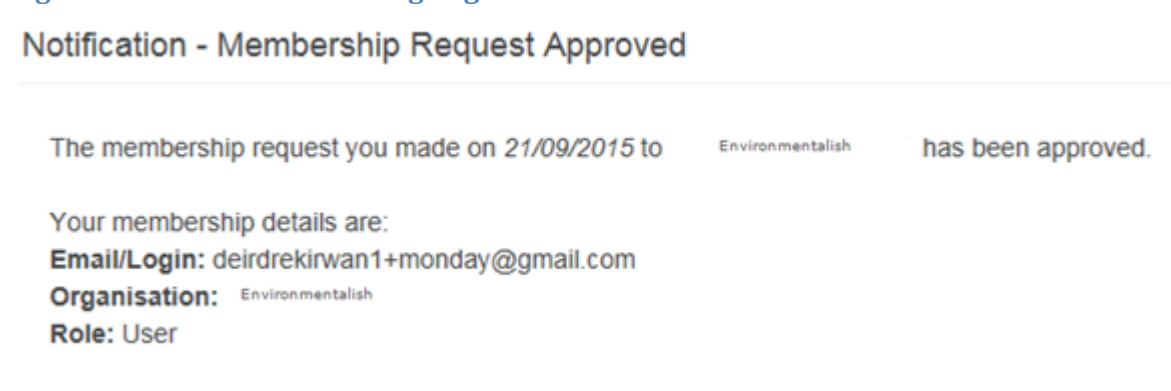 Notification - Membership Request Approved
The membership request you made on 21/09/2015 to Environmentalish has been approved.
Your membership details are:
Email/Login: deirdrekirwan1+monday@gmail.com
Organisation: Environmentalish
Role: User